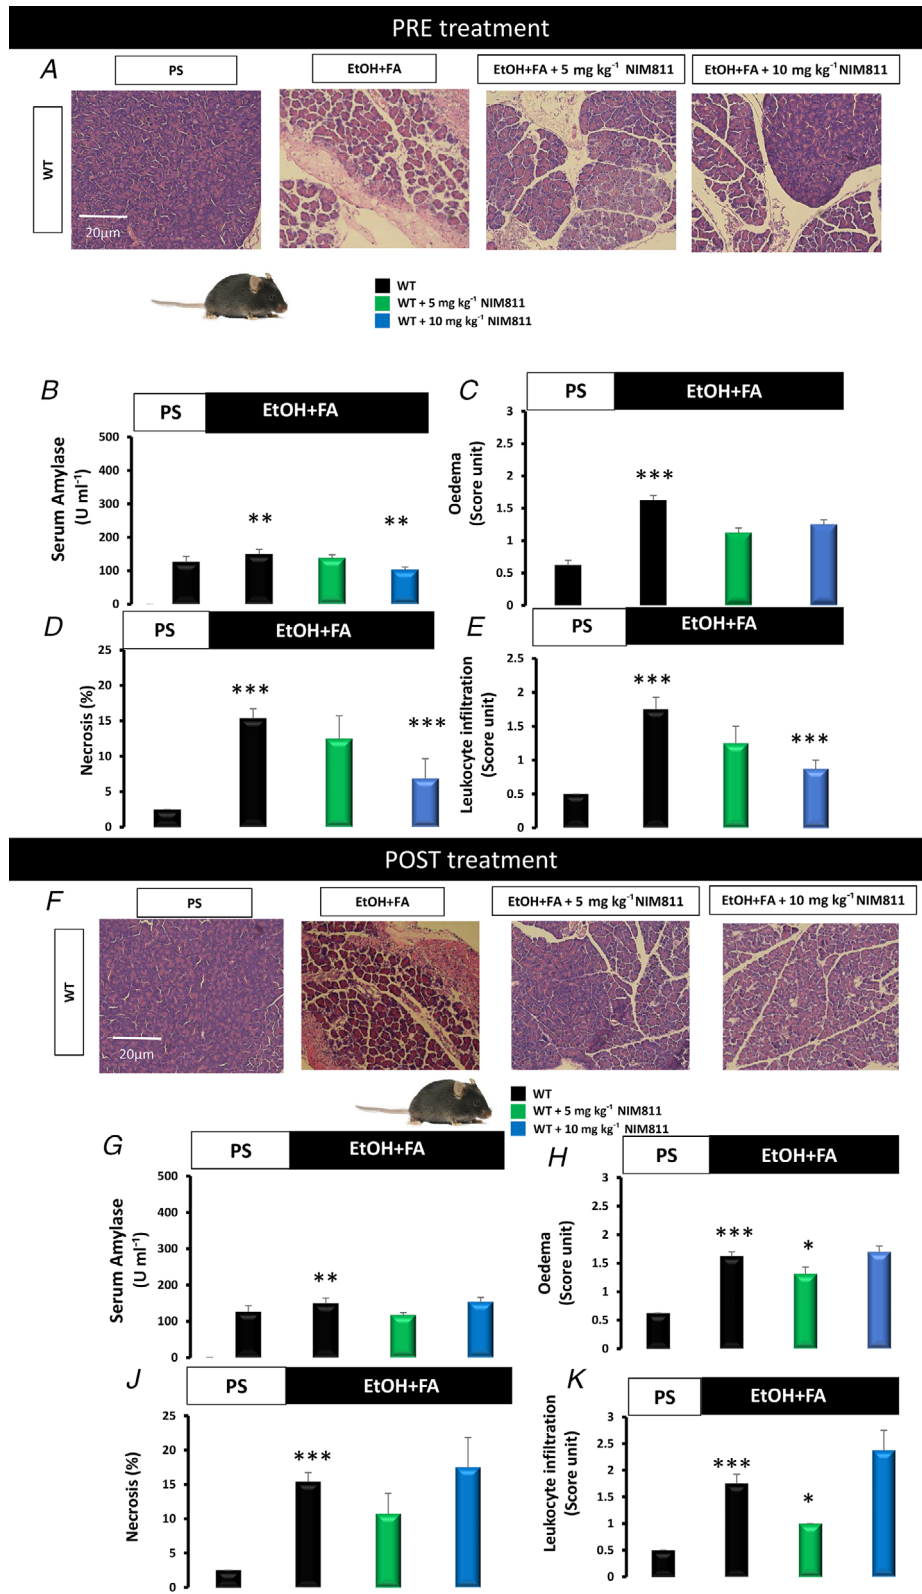 PRE treatment
A
PS
EtOH+FA
EtOH+FA + 5 mg kg⁻¹ NIM811
EtOH+FA + 10 mg kg⁻¹ NIM811
WT
20μm
WT
WT + 5 mg kg⁻¹ NIM811
WT + 10 mg kg⁻¹ NIM811
B
PS
EtOH+FA
Serum Amylase
(U ml⁻¹)
500
400
300
200
100
0
**
**
C
PS
EtOH+FA
Oedema
(Score unit)
3
2.5
2
1.5
1
0.5
0
***
D
PS
EtOH+FA
Necrosis (%)
25
20
15
10
5
0
***
***
E
PS
EtOH+FA
Leukocyte infiltration
(Score unit)
2.5
2
1.5
1
0.5
0
***
***
POST treatment
F
PS
EtOH+FA
EtOH+FA + 5 mg kg⁻¹ NIM811
EtOH+FA + 10 mg kg⁻¹ NIM811
WT
20μm
WT
WT + 5 mg kg⁻¹ NIM811
WT + 10 mg kg⁻¹ NIM811
G
PS
EtOH+FA
Serum Amylase
(U ml⁻¹)
500
400
300
200
100
0
**
H
PS
EtOH+FA
Oedema
(Score unit)
3
2.5
2
1.5
1
0.5
0
***
*
J
PS
EtOH+FA
Necrosis (%)
25
20
15
10
5
0
***
K
PS
EtOH+FA
Leukocyte infiltration
(Score unit)
3
2.5
2
1.5
1
0.5
0
***
*